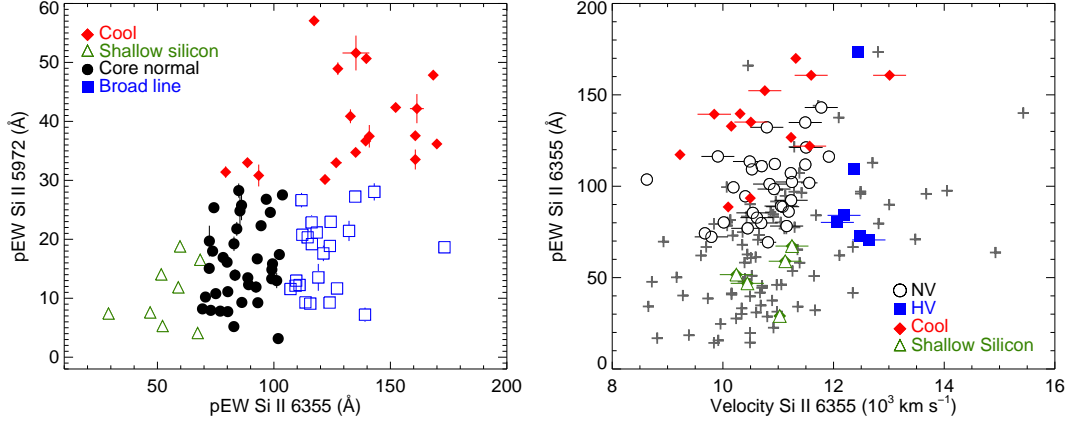 Cool
Shallow silicon
Core normal
Broad line
60
50
40
30
20
10
0
pEW Si II 5972 (Å)
50
100
150
200
pEW Si II 6355 (Å)
200
150
100
50
0
pEW Si II 6355 (Å)
NV
HV
Cool
Shallow Silicon
8
10
12
14
16
Velocity Si II 6355 (10³ km s⁻¹)